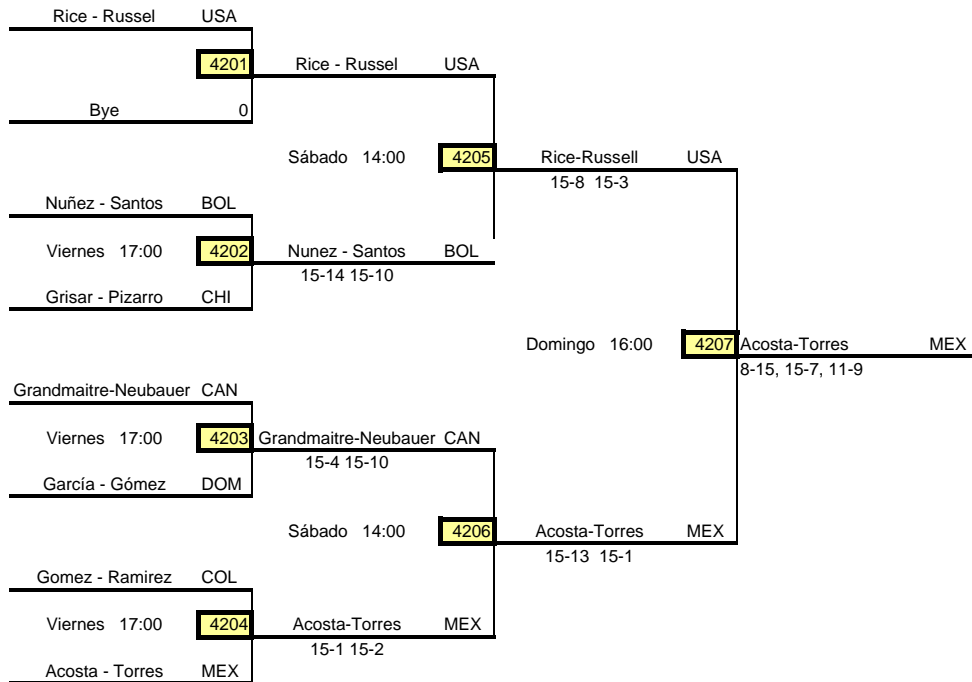 Rice - Russel USA
4201 Rice - Russel USA
Bye 0
Sábado 14:00 4205 Rice-Russell USA
15-8 15-3
Nuñez - Santos BOL
Viernes 17:00 4202 Nunez - Santos BOL
15-14 15-10
Grisar - Pizarro CHI
Domingo 16:00 4207 Acosta-Torres MEX
8-15, 15-7, 11-9
Grandmaitre-Neubauer CAN
Viernes 17:00 4203 Grandmaitre-Neubauer CAN
15-4 15-10
García - Gómez DOM
Sábado 14:00 4206 Acosta-Torres MEX
15-13 15-1
Gomez - Ramirez COL
Viernes 17:00 4204 Acosta-Torres MEX
15-1 15-2
Acosta - Torres MEX